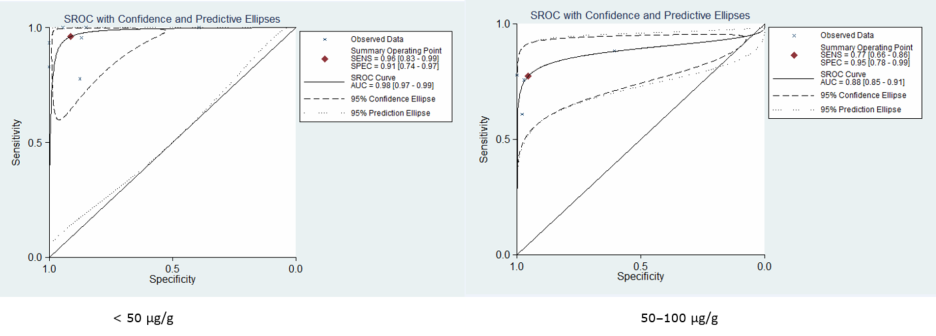 SROC with Confidence and Predictive Ellipses
1.0
0.5
0.0
Sensitivity
1.0
0.5
0.0
Specificity
Observed Data
Summary Operating Point
SENS = 0.96 [0.83 - 0.99]
SPEC = 0.91 [0.74 - 0.97]
SROC Curve
AUC = 0.98 [0.97 - 0.99]
95% Confidence Ellipse
95% Prediction Ellipse
< 50 µg/g
SROC with Confidence and Predictive Ellipses
1.0
0.5
0.0
Sensitivity
1.0
0.5
0.0
Specificity
Observed Data
Summary Operating Point
SENS = 0.77 [0.66 - 0.86]
SPEC = 0.95 [0.78 - 0.99]
SROC Curve
AUC = 0.88 [0.85 - 0.91]
95% Confidence Ellipse
95% Prediction Ellipse
50–100 µg/g